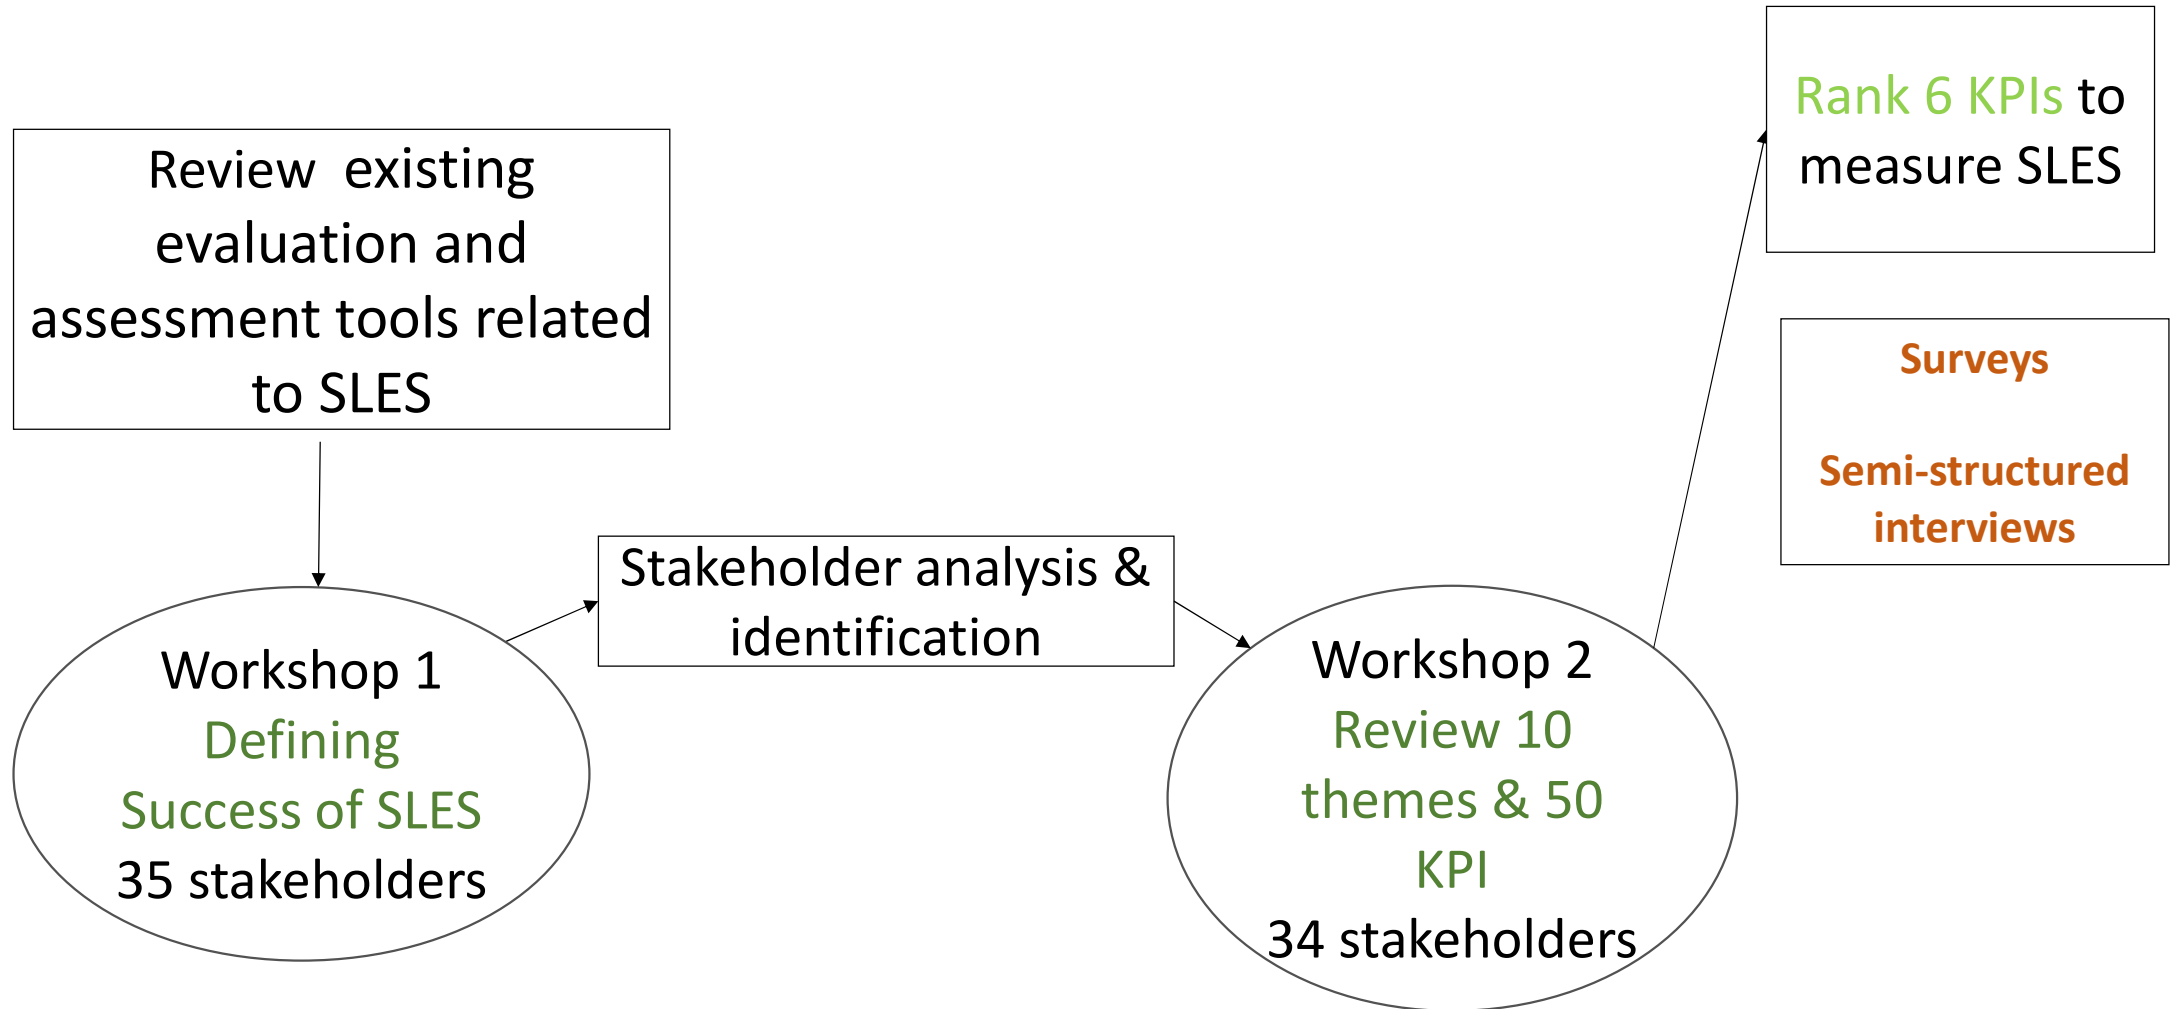 Review existing
evaluation and
assessment tools related
to SLES
Workshop 1
Defining
Success of SLES
35 stakeholders
Stakeholder analysis &
identification
Workshop 2
Review 10
themes & 50
KPI
34 stakeholders
Rank 6 KPIs to
measure SLES
Surveys
Semi-structured
interviews